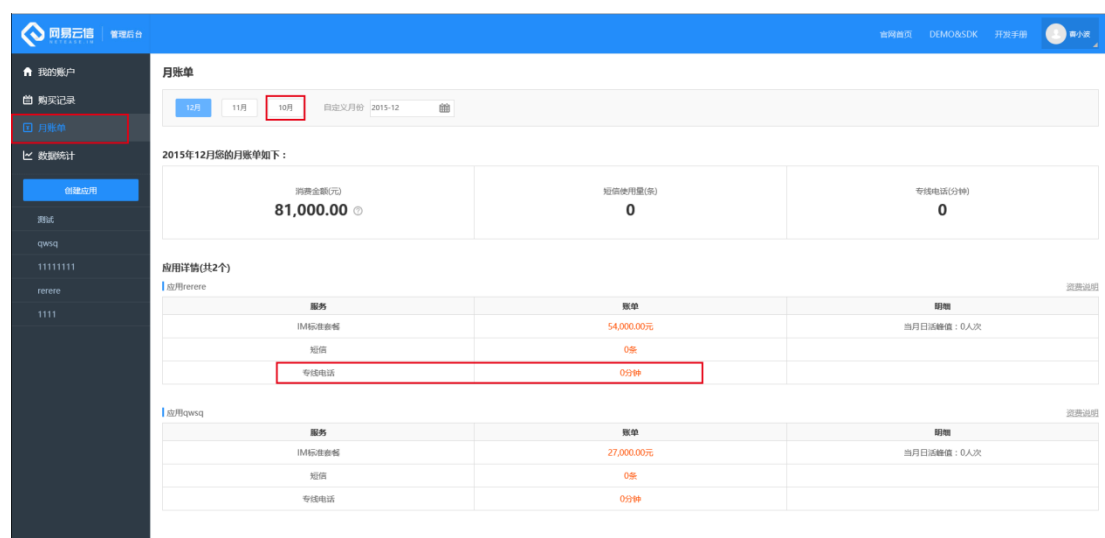 网易云信 管理后台 官网首页 DEMO&SDK 开发手册
NETEASE IM
我的账户
购买记录
月账单
数据统计
创建应用
测试
qwsq
11111111
rerere
1111
月账单
12月 11月 10月 自定义月份 2015-12
2015年12月您的月账单如下：
消费金额(元) 短信使用量(条) 专线电话(分钟)
81,000.00 0 0
应用详情(共2个)
应用rerere 资费说明
服务 账单 明细
IM标准套餐 54,000.00元 当月日活峰值：0人次
短信 0条
专线电话 0分钟
应用qwsq 资费说明
服务 账单 明细
IM标准套餐 27,000.00元 当月日活峰值：0人次
短信 0条
专线电话 0分钟